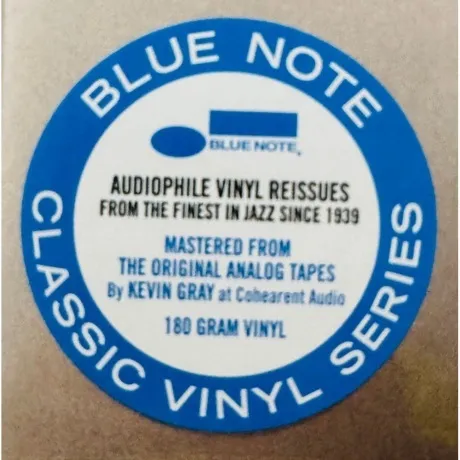 BLUE NOTE
BLUE NOTE.
AUDIOPHILE VINYL REISSUES
FROM THE FINEST IN JAZZ SINCE 1939
MASTERED FROM
THE ORIGINAL ANALOG TAPES
By KEVIN GRAY at Cohearent Audio
180 GRAM VINYL
CLASSIC VINYL SERIES